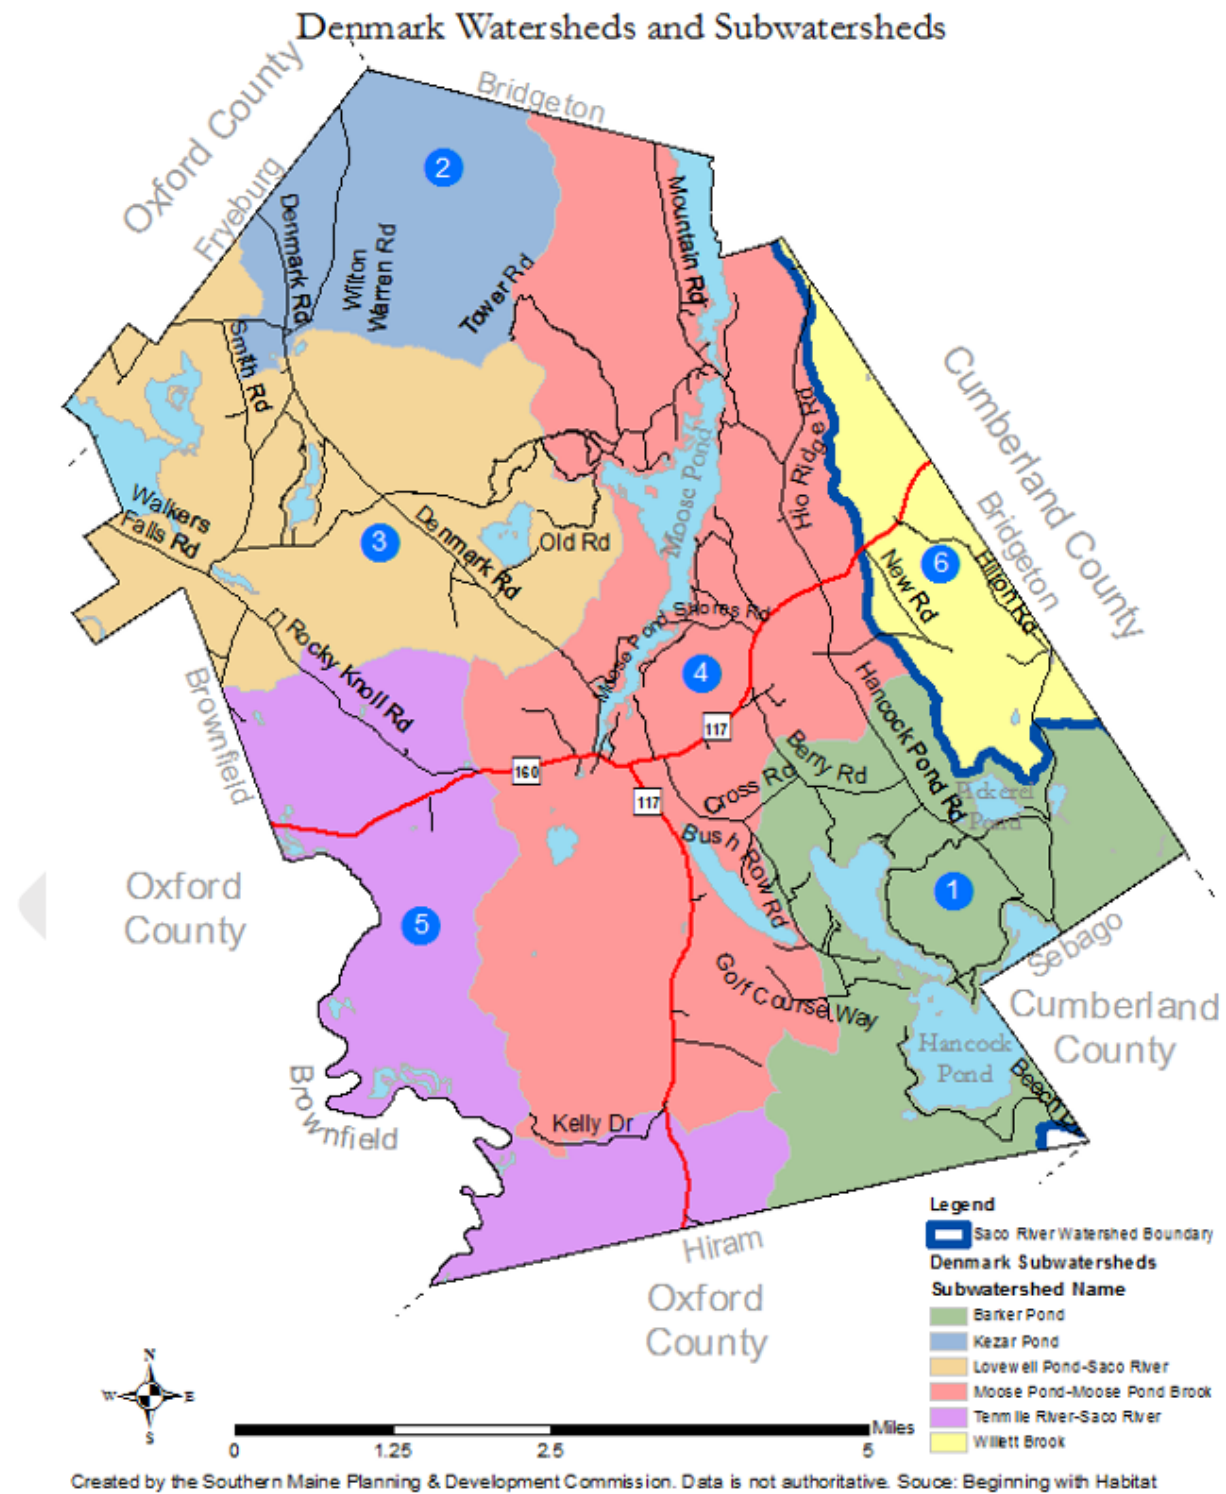 Denmark Watersheds and Subwatersheds
Oxford County
Bridgeton
Fryeburg
2
Denmark Rd
Wilton
Warren Rd
Tower Rd
Mountain Rd
Smith Rd
Cumberland County
Hio Ridge Rd
Moose Pond
Walkers
Falls Rd
3
Denmark Rd
Old Rd
Bridgeton
6
New Rd
Hilton Rd
Moose Pond Shores Rd
Rocky Knoll Rd
4
Hancock Pond Rd
Brownfield
117
160
117
Berry Rd
Cross Rd
Pickerel
Pond
Bush Row Rd
Oxford
County
5
1
Sebago
Golf Course Way
Cumberland
County
Hancock
Pond
Brownfield
Kelly Dr
Hiram
Oxford
County
Legend
Saco River Watershed Boundary
Denmark Subwatersheds
Subwatershed Name
Barker Pond
Kezar Pond
Lovewell Pond-Saco River
Moose Pond-Moose Pond Brook
Tenmile River-Saco River
Willett Brook
N
W E
S
0 1.25 2.5 5 Miles
Created by the Southern Maine Planning & Development Commission. Data is not authoritative. Souce: Beginning with Habitat